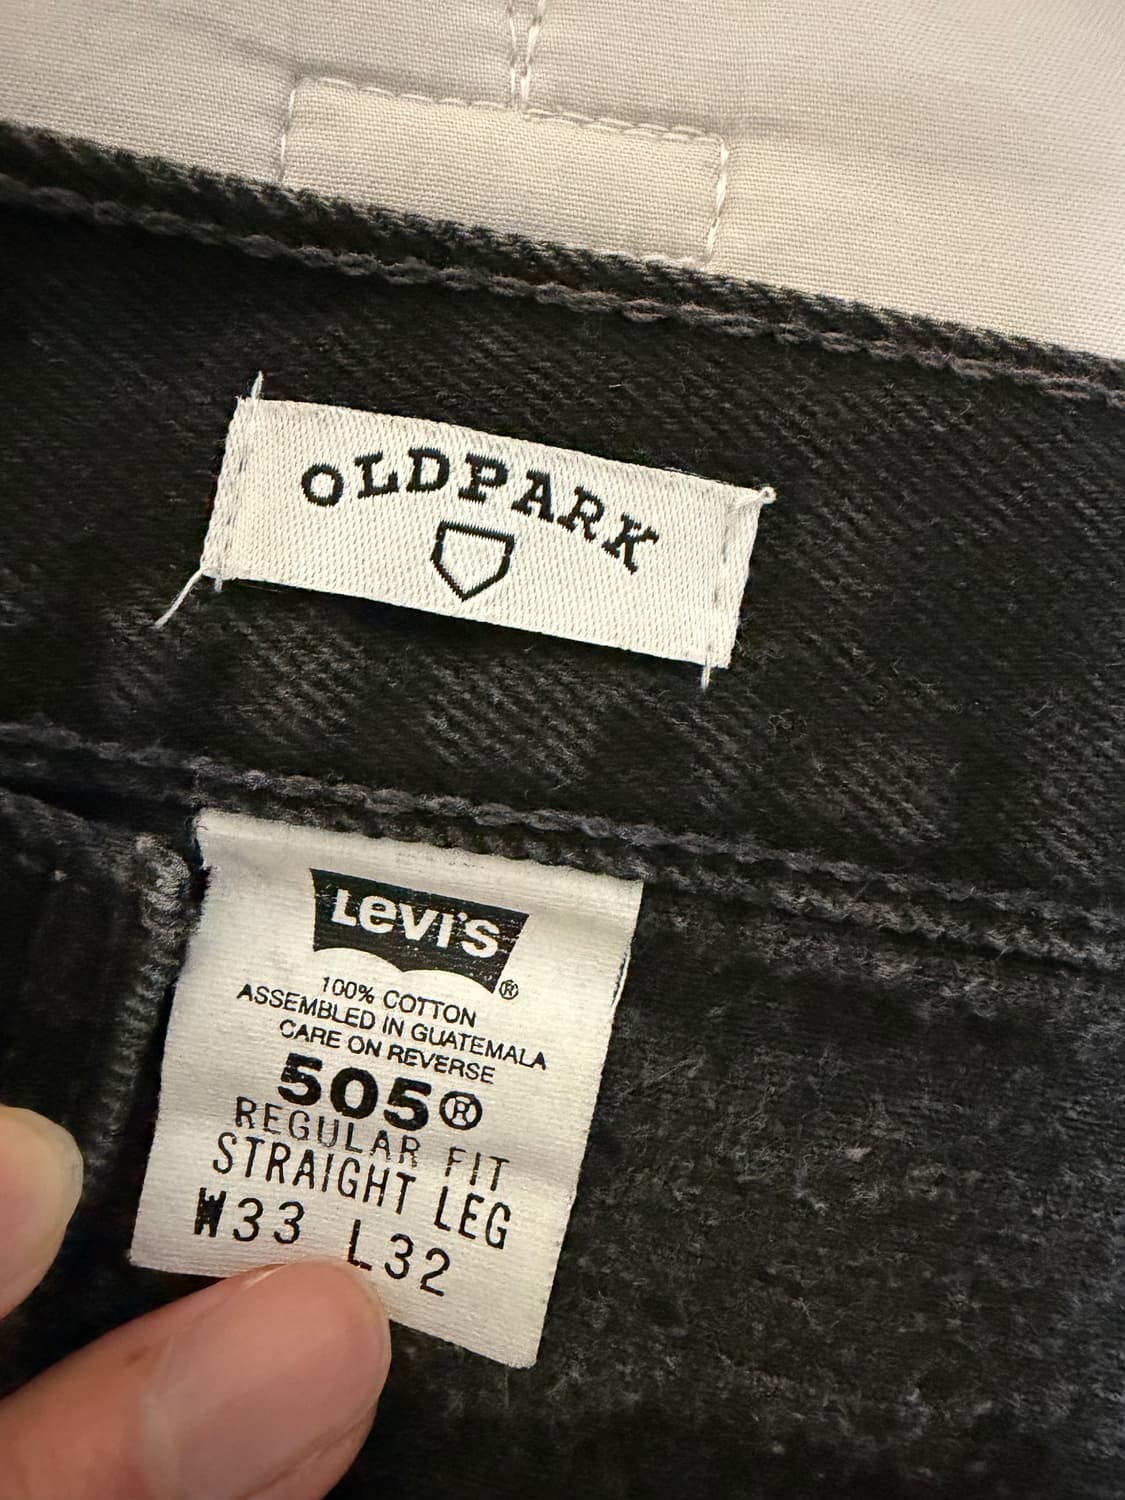 OLDPARK
Levi's®
100% COTTON
ASSEMBLED IN GUATEMALA
CARE ON REVERSE
505®
REGULAR FIT
STRAIGHT LEG
W33 L32